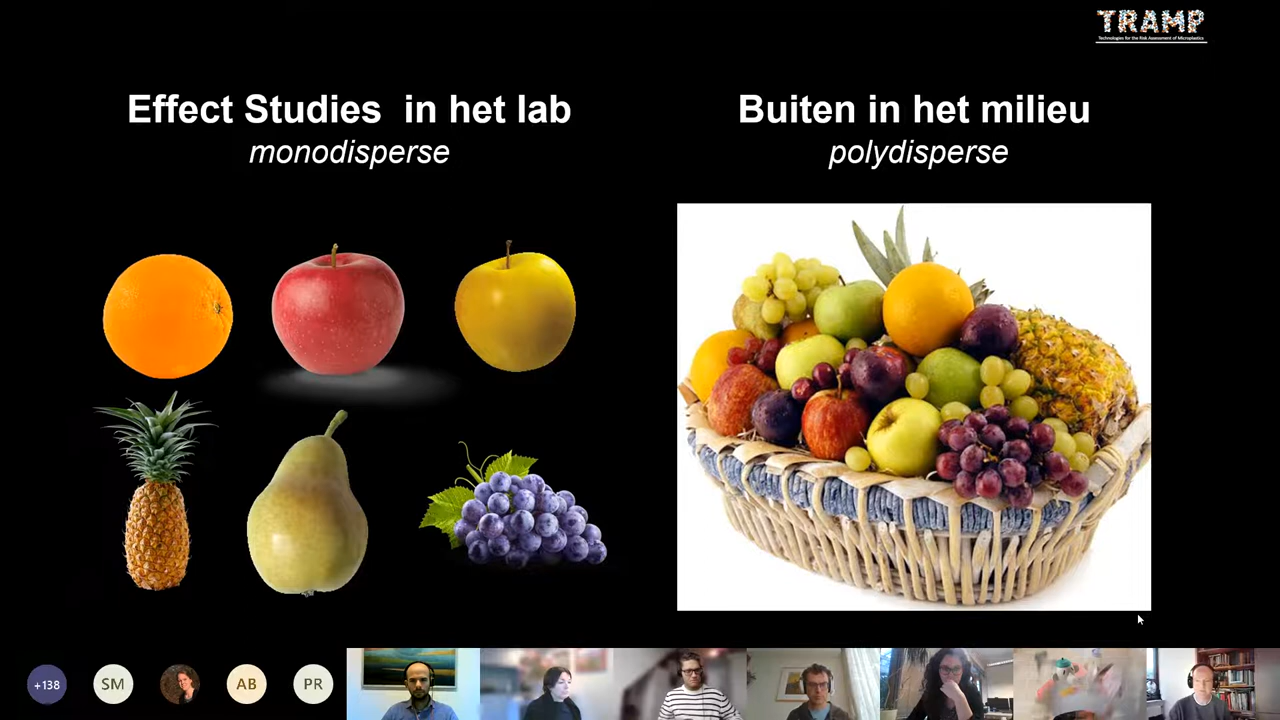 TRAMP
Technologies for the Risk Assessment of Microplastics
Effect Studies in het lab
monodisperse
Buiten in het milieu
polydisperse
+138
SM
AB
PR